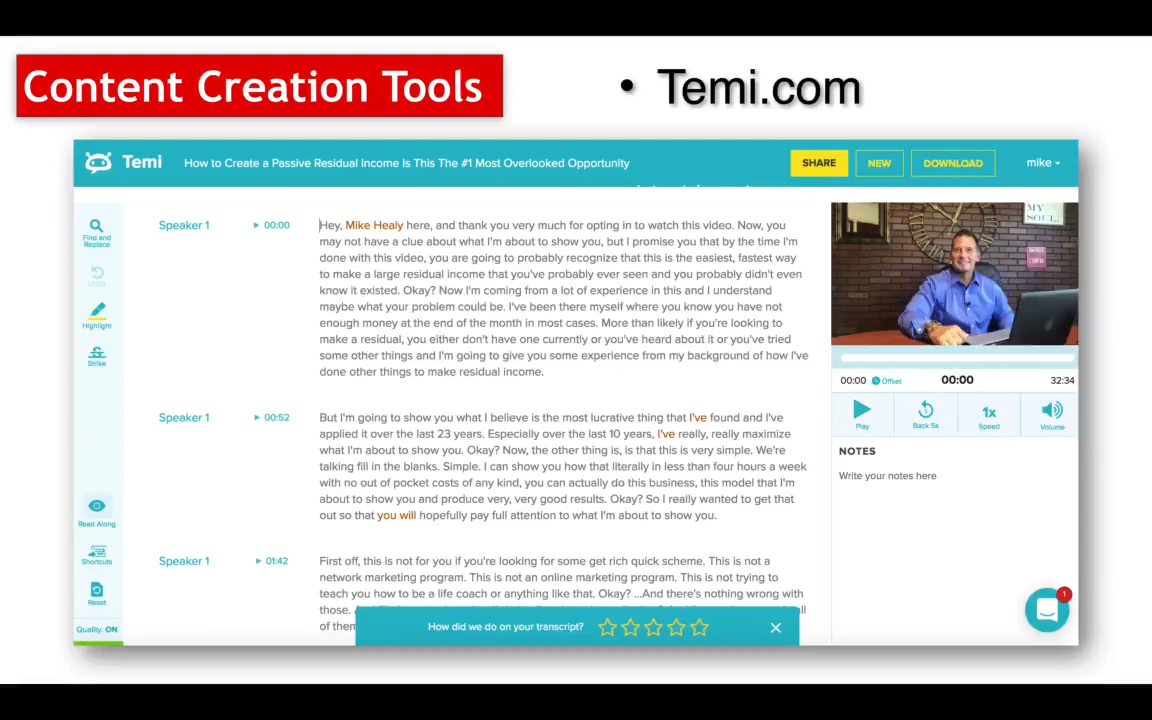 Content Creation Tools
• Temi.com
Temi
How to Create a Passive Residual Income Is This The #1 Most Overlooked Opportunity
SHARE
NEW
DOWNLOAD
mike
Find and
Replace
Undo
Highlight
Strike
Read Along
Shortcuts
Reset
Quality: ON
Speaker 1
00:00
Hey, Mike Healy here, and thank you very much for opting in to watch this video. Now, you
may not have a clue about what I'm about to show you, but I promise you that by the time I'm
done with this video, you are going to probably recognize that this is the easiest, fastest way
to make a large residual income that you've probably ever seen and you probably didn't even
know it existed. Okay? Now I'm coming from a lot of experience in this and I understand
maybe what your problem could be. I've been there myself where you know you have not
enough money at the end of the month in most cases. More than likely if you're looking to
make a residual, you either don't have one currently or you've heard about it or you've tried
some other things and I'm going to give you some experience from my background of how I've
done other things to make residual income.
Speaker 1
00:52
But I'm going to show you what I believe is the most lucrative thing that I've found and I've
applied it over the last 23 years. Especially over the last 10 years, I've really, really maximize
what I'm about to show you. Okay? Now, the other thing is, is that this is very simple. We're
talking fill in the blanks. Simple. I can show you how that literally in less than four hours a week
with no out of pocket costs of any kind, you can actually do this business, this model that I'm
about to show you and produce very, very good results. Okay? So I really wanted to get that
out so that you will hopefully pay full attention to what I'm about to show you.
Speaker 1
01:42
First off, this is not for you if you're looking for some get rich quick scheme. This is not a
network marketing program. This is not an online marketing program. This is not trying to
teach you how to be a life coach or anything like that. Okay? ...And there's nothing wrong with
those.
of them
How did we do on your transcript?
MY
SOUL.
00:00
Offset
00:00
32:34
Play
5
Back 5s
1x
Speed
Volume
NOTES
Write your notes here
1